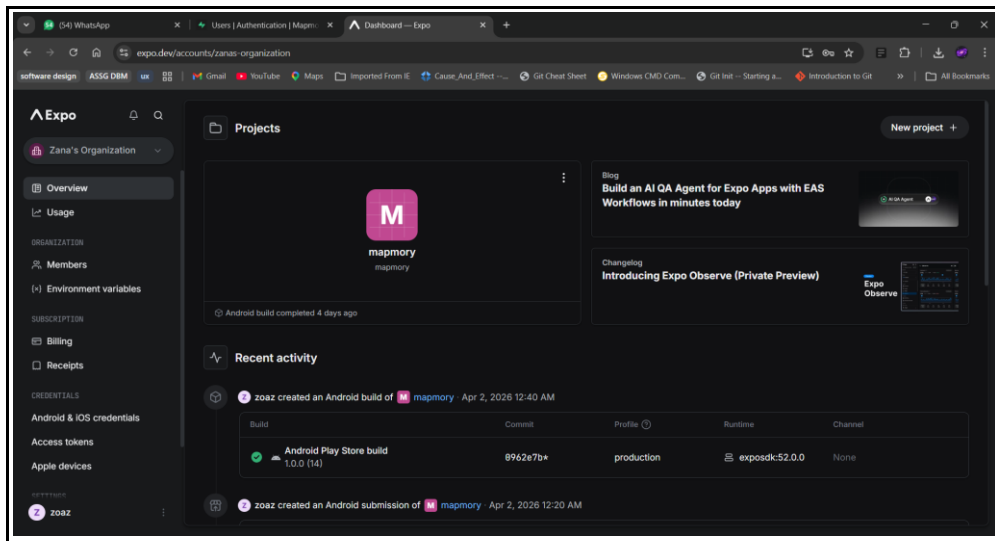 (54) WhatsApp
Users | Authentication | Mapmo
Dashboard — Expo
expo.dev/accounts/zanas-organization
software design
ASSG DBM
ux
Gmail
YouTube
Maps
Imported From IE
Cause_And_Effect --...
Git Cheat Sheet
Windows CMD Com...
Git Init -- Starting a...
Introduction to Git
»
All Bookmarks
Expo
Zana's Organization
Overview
Usage
ORGANIZATION
Members
Environment variables
SUBSCRIPTION
Billing
Receipts
CREDENTIALS
Android & iOS credentials
Access tokens
Apple devices
SETTINGS
Z zoaz
Projects
New project +
M
mapmory
mapmory
Android build completed 4 days ago
Blog
Build an AI QA Agent for Expo Apps with EAS
Workflows in minutes today
AI QA Agent
Changelog
Introducing Expo Observe (Private Preview)
Expo
Observe
Recent activity
Z zoaz created an Android build of M mapmory · Apr 2, 2026 12:40 AM
Build Commit Profile Runtime Channel
Android Play Store build
1.0.0 (14)
8962e7b*
production
exposdk:52.0.0
None
Z zoaz created an Android submission of M mapmory · Apr 2, 2026 12:20 AM